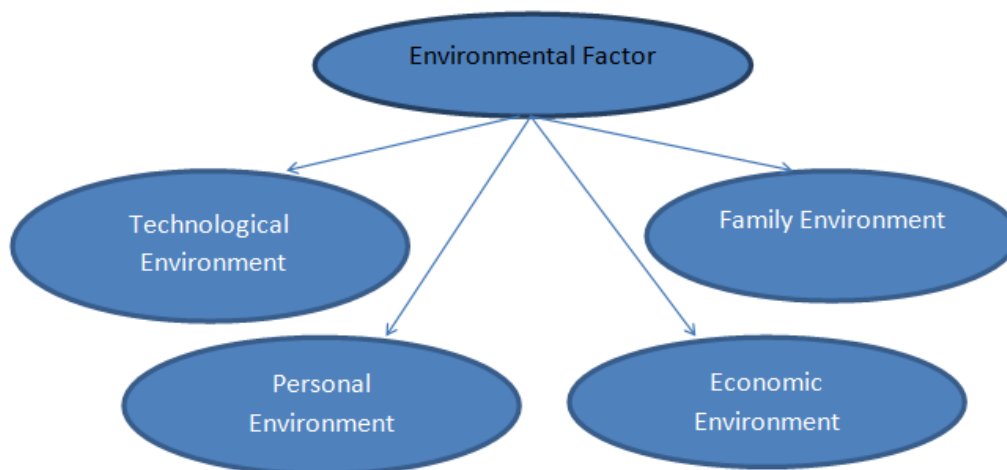 Environmental Factor
Technological
Environment
Family Environment
Personal
Environment
Economic
Environment